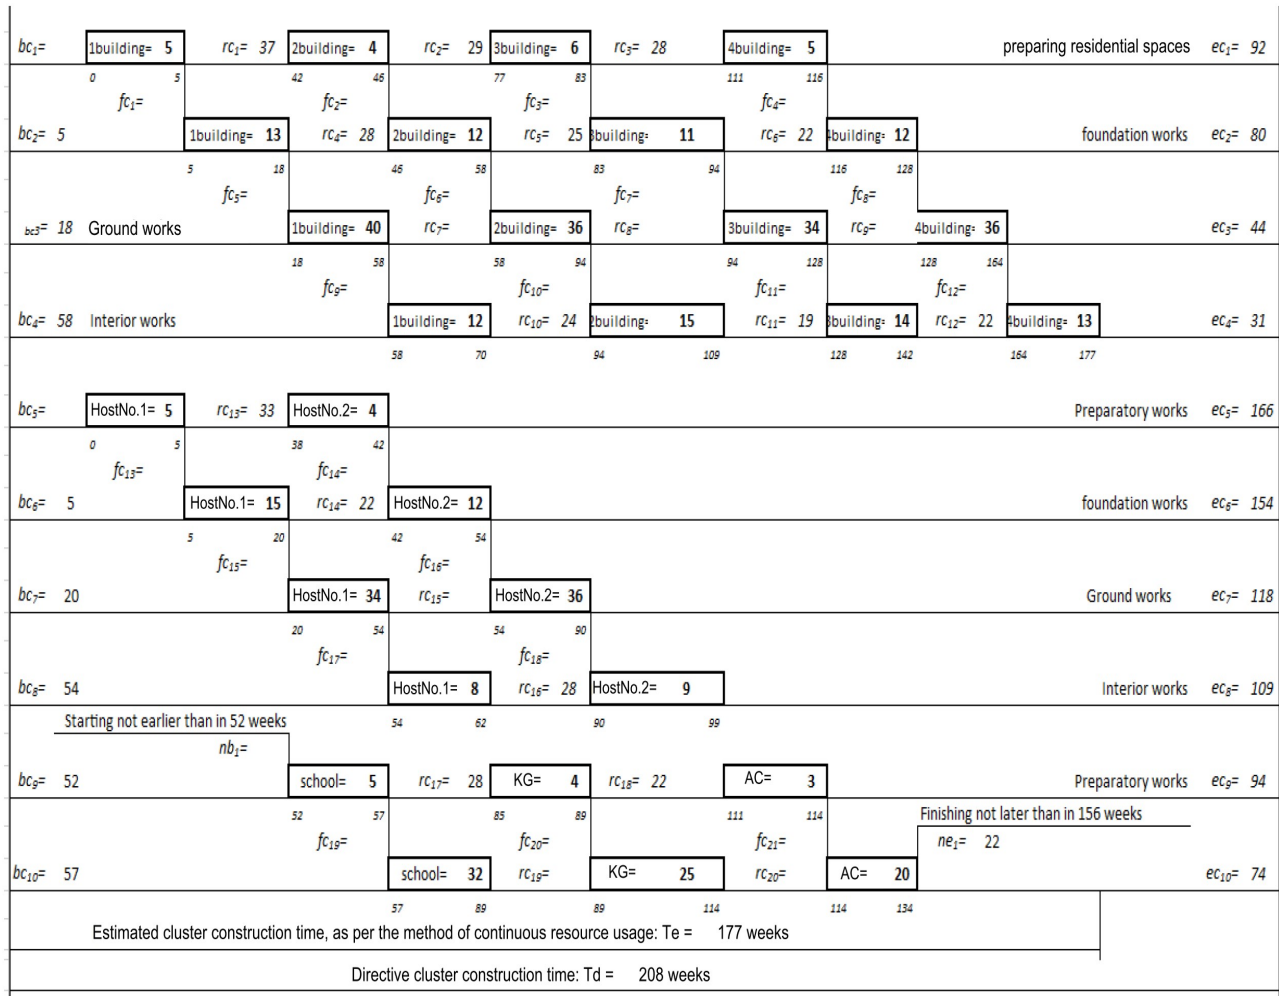 bc₁= 1building= 5 rc₁= 37 2building= 4 rc₂= 29 3building= 6 rc₃= 28 4building= 5 preparing residential spaces ec₁= 92
0 5 42 46 77 83 111 116
fc₁= fc₂= fc₃= fc₄=
bc₂= 5 1building= 13 rc₄= 28 2building= 12 rc₅= 25 3building= 11 rc₆= 22 4building= 12 foundation works ec₂= 80
5 18 46 58 83 94 116 128
fc₅= fc₆= fc₇= fc₈=
bc3= 18 Ground works 1building= 40 rc₇= 2building= 36 rc₈= 3building= 34 rc₉= 4building= 36 ec₃= 44
18 58 58 94 94 128 128 164
fc₉= fc₁₀= fc₁₁= fc₁₂=
bc₄= 58 Interior works 1building= 12 rc₁₀= 24 2building= 15 rc₁₁= 19 3building= 14 rc₁₂= 22 4building= 13 ec₄= 31
58 70 94 109 128 142 164 177
bc₅= HostNo.1= 5 rc₁₃= 33 HostNo.2= 4 Preparatory works ec₅= 166
0 5 38 42
fc₁₃= fc₁₄=
bc₆= 5 HostNo.1= 15 rc₁₄= 22 HostNo.2= 12 foundation works ec₆= 154
5 20 42 54
fc₁₅= fc₁₆=
bc₇= 20 HostNo.1= 34 rc₁₅= HostNo.2= 36 Ground works ec₇= 118
20 54 54 90
fc₁₇= fc₁₈=
bc₈= 54 HostNo.1= 8 rc₁₆= 28 HostNo.2= 9 Interior works ec₈= 109
Starting not earlier than in 52 weeks 54 62 90 99
nb₁=
bc₉= 52 school= 5 rc₁₇= 28 KG= 4 rc₁₈= 22 AC= 3 Preparatory works ec₉= 94
52 57 85 89 111 114 Finishing not later than in 156 weeks
fc₁₉= fc₂₀= fc₂₁= ne₁= 22
bc₁₀= 57 school= 32 rc₁₉= KG= 25 rc₂₀= AC= 20 ec₁₀= 74
57 89 89 114 114 134
Estimated cluster construction time, as per the method of continuous resource usage: Te = 177 weeks
Directive cluster construction time: Td = 208 weeks